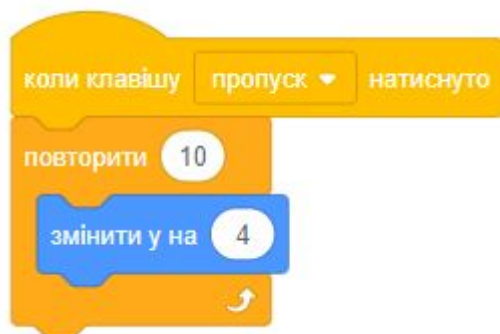 коли клавішу пропуск натиснуто
повторити 10
змінити y на 4